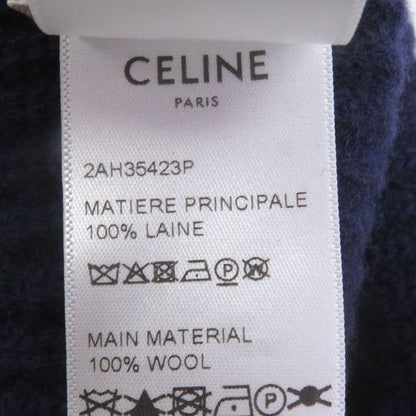 CELINE
PARIS
2AH35423P
MATIERE PRINCIPALE
100% LAINE
MAIN MATERIAL
100% WOOL